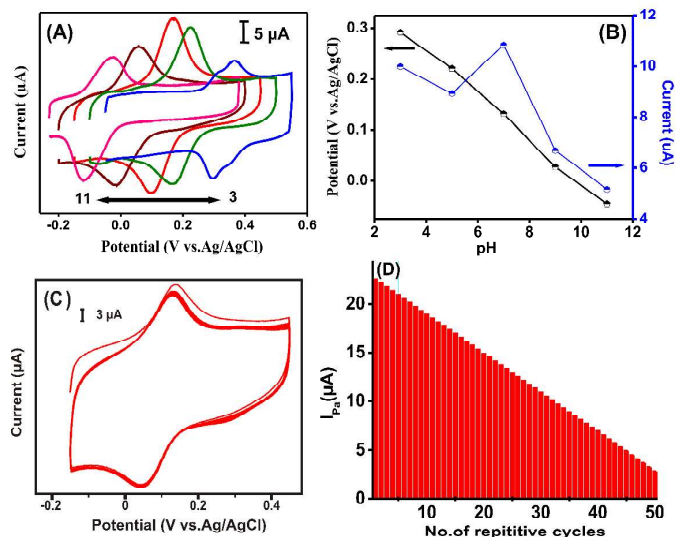 (A)
5 µA
Current (µA)
11
3
-0.2 0.0 0.2 0.4 0.6
Potential (V vs.Ag/AgCl)
(B)
Potential (V vs.Ag/AgCl)
0.3
0.2
0.1
0.0
Current (uA)
12
10
8
6
4
2 4 6 8 10 12
pH
(C)
3 µA
Current (µA)
-0.2 0 0.2 0.4
Potential (V vs.Ag/AgCl)
(D)
IPa(µA)
20
15
10
5
0
10 20 30 40 50
No.of repititive cycles